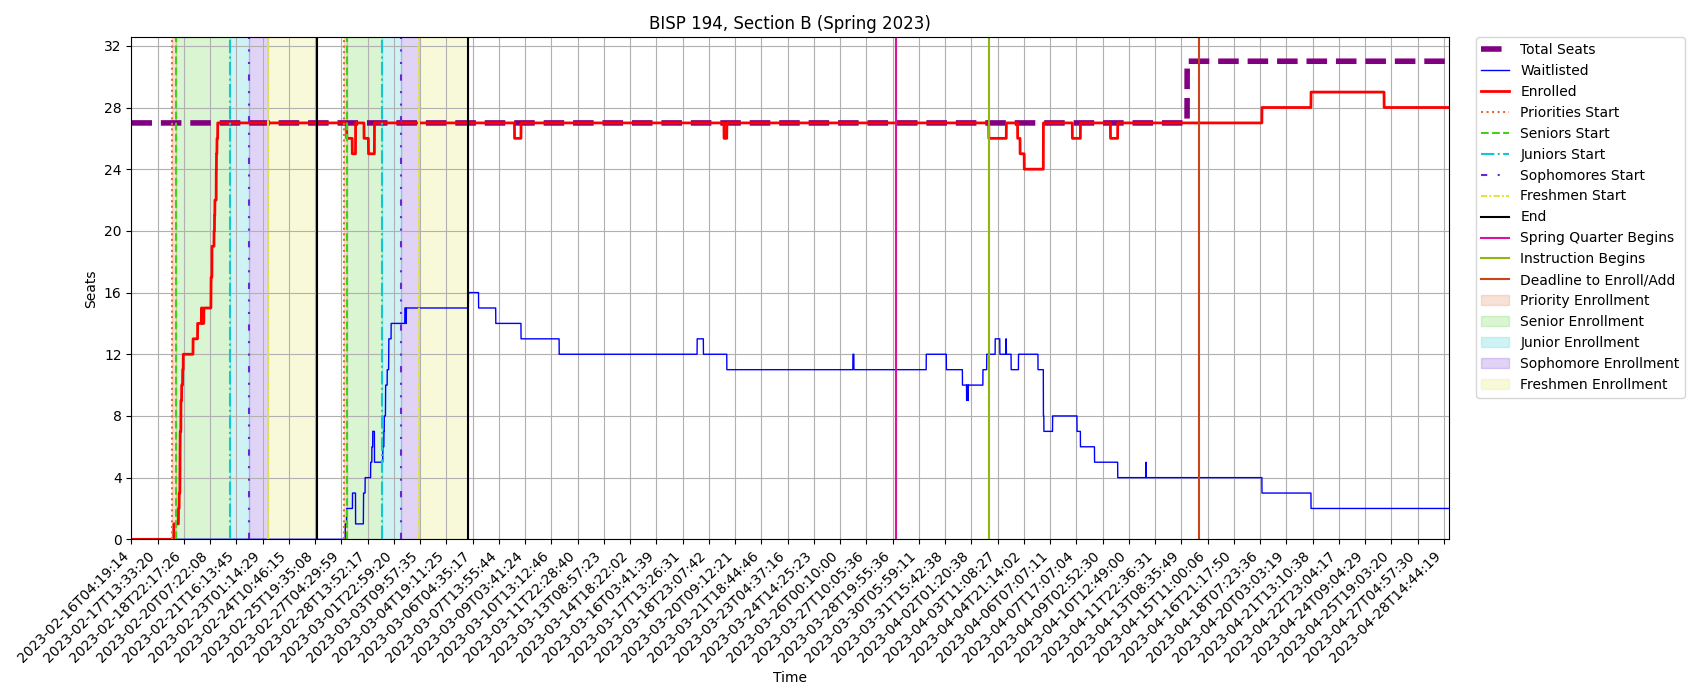 BISP 194, Section B (Spring 2023)
Seats
32
28
24
20
16
12
8
4
0
2023-02-16T04:19:14
2023-02-17T13:33:20
2023-02-18T22:17:26
2023-02-20T07:22:08
2023-02-21T16:13:45
2023-02-23T01:14:29
2023-02-24T10:46:15
2023-02-25T19:35:08
2023-02-27T04:29:59
2023-02-28T13:52:17
2023-03-01T22:59:20
2023-03-03T09:57:35
2023-03-04T19:11:25
2023-03-06T04:35:17
2023-03-07T13:55:44
2023-03-09T03:41:24
2023-03-10T13:12:46
2023-03-11T22:28:40
2023-03-13T08:57:23
2023-03-14T18:22:02
2023-03-16T03:41:39
2023-03-17T13:26:31
2023-03-18T23:07:42
2023-03-20T09:12:21
2023-03-21T18:44:46
2023-03-23T04:37:16
2023-03-24T14:25:23
2023-03-26T00:10:00
2023-03-27T10:05:36
2023-03-28T19:55:36
2023-03-30T05:59:11
2023-03-31T15:42:38
2023-04-02T01:20:38
2023-04-03T11:08:27
2023-04-04T21:14:02
2023-04-06T07:07:11
2023-04-07T17:07:04
2023-04-09T02:52:30
2023-04-10T12:49:00
2023-04-11T22:36:31
2023-04-13T08:35:49
2023-04-15T11:00:06
2023-04-16T21:17:50
2023-04-18T07:23:36
2023-04-20T03:03:19
2023-04-21T13:10:38
2023-04-22T23:04:17
2023-04-24T09:04:29
2023-04-25T19:03:20
2023-04-27T04:57:30
2023-04-28T14:44:19
Time
Total Seats
Waitlisted
Enrolled
Priorities Start
Seniors Start
Juniors Start
Sophomores Start
Freshmen Start
End
Spring Quarter Begins
Instruction Begins
Deadline to Enroll/Add
Priority Enrollment
Senior Enrollment
Junior Enrollment
Sophomore Enrollment
Freshmen Enrollment